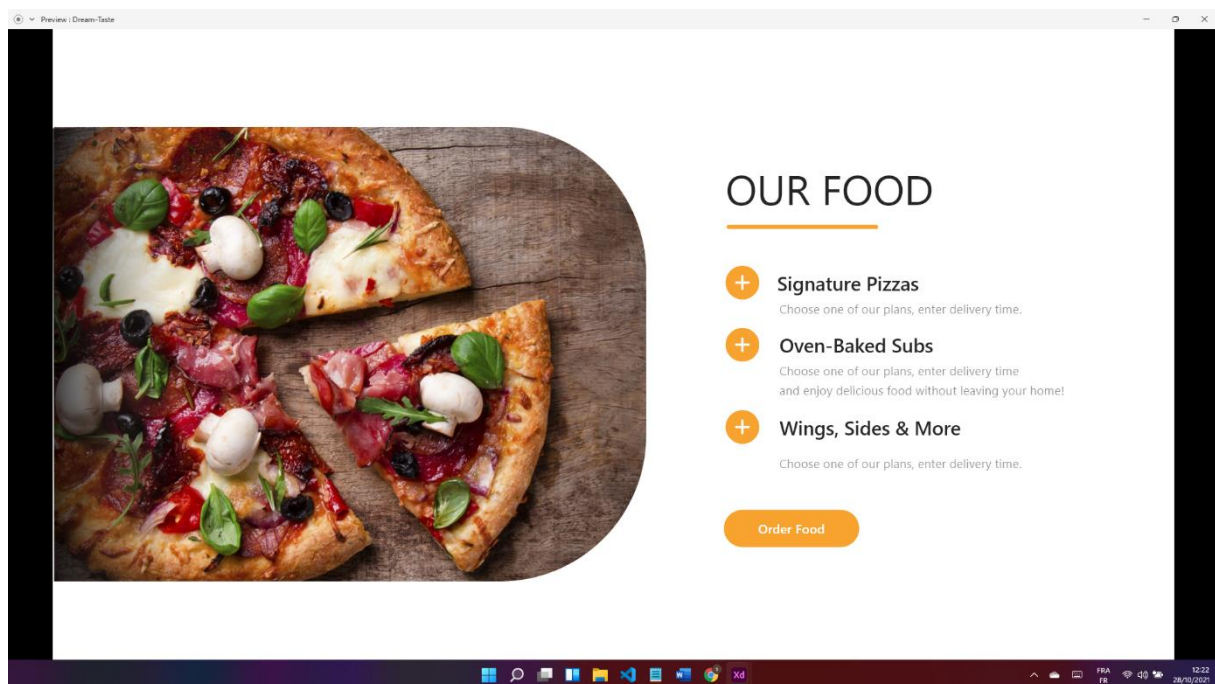 Preview : Dream-Taste
OUR FOOD
Signature Pizzas
Choose one of our plans, enter delivery time.
Oven-Baked Subs
Choose one of our plans, enter delivery time
and enjoy delicious food without leaving your home!
Wings, Sides & More
Choose one of our plans, enter delivery time.
Order Food
Xd
FRA
FR
12:22
28/10/2021